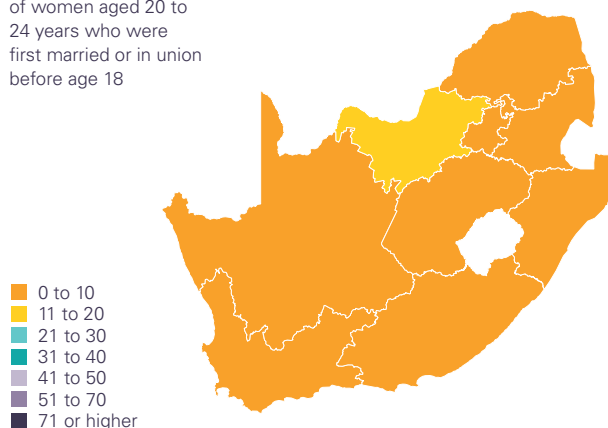 of women aged 20 to
24 years who were
first married or in union
before age 18
0 to 10
11 to 20
21 to 30
31 to 40
41 to 50
51 to 70
71 or higher